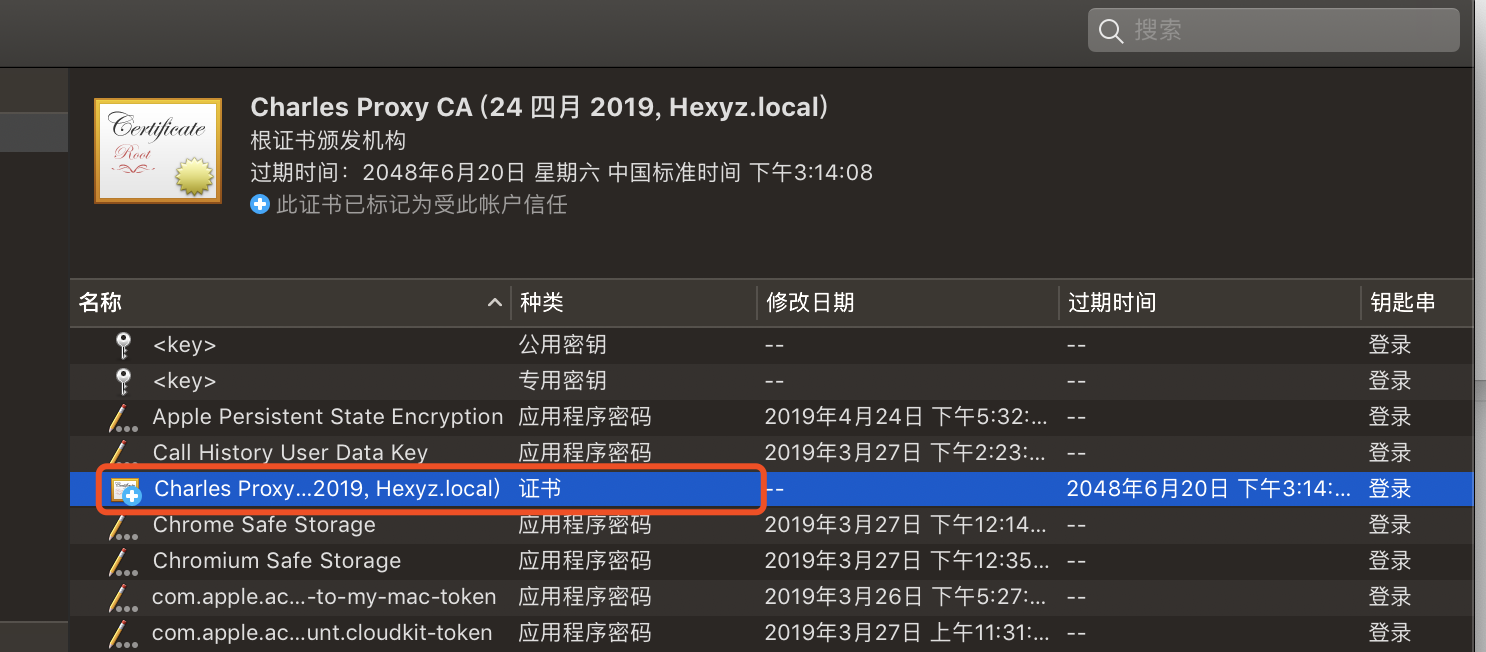 搜索
Certificate
Root
Charles Proxy CA (24 四月 2019, Hexyz.local)
根证书颁发机构
过期时间：2048年6月20日 星期六 中国标准时间 下午3:14:08
此证书已标记为受此帐户信任
名称 种类 修改日期 过期时间 钥匙串
<key> 公用密钥 -- -- 登录
<key> 专用密钥 -- -- 登录
Apple Persistent State Encryption 应用程序密码 2019年4月24日 下午5:32:... -- 登录
Call History User Data Key 应用程序密码 2019年3月27日 下午2:23:... -- 登录
Charles Proxy...2019, Hexyz.local) 证书 -- 2048年6月20日 下午3:14:... 登录
Chrome Safe Storage 应用程序密码 2019年3月27日 下午12:14... -- 登录
Chromium Safe Storage 应用程序密码 2019年3月27日 下午12:35... -- 登录
com.apple.ac...-to-my-mac-token 应用程序密码 2019年3月26日 下午5:27:... -- 登录
com.apple.ac...unt.cloudkit-token 应用程序密码 2019年3月27日 上午11:31:... -- 登录